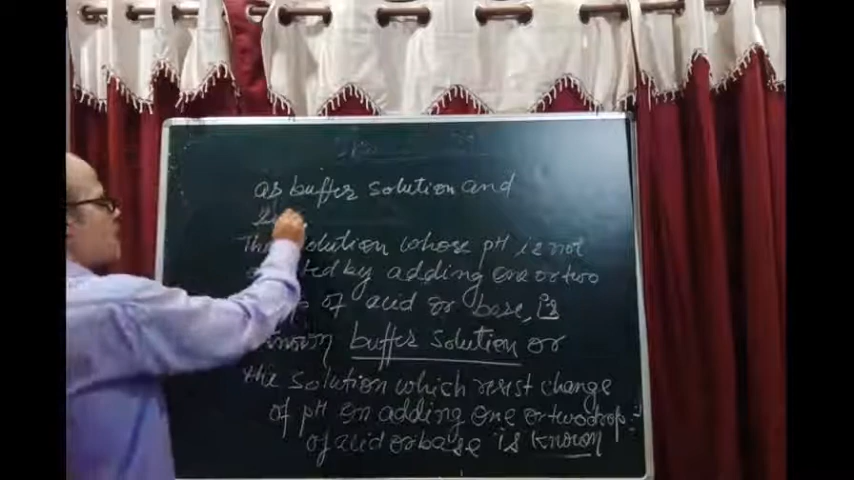 as buffer solution and
The solution whose pH is not
by adding one or two
of acid or base, is
known buffer solution or
the solution which resist change
of pH on adding one or two drop
of acid or base is known